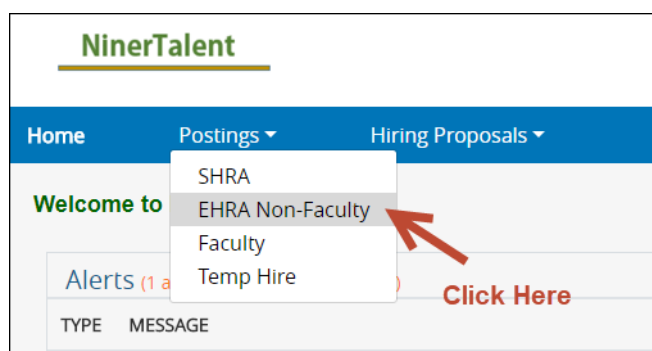 NinerTalent
Home Postings Hiring Proposals
SHRA
Welcome to
EHRA Non-Faculty
Faculty
Alerts (1 a )
Temp Hire
Click Here
TYPE MESSAGE